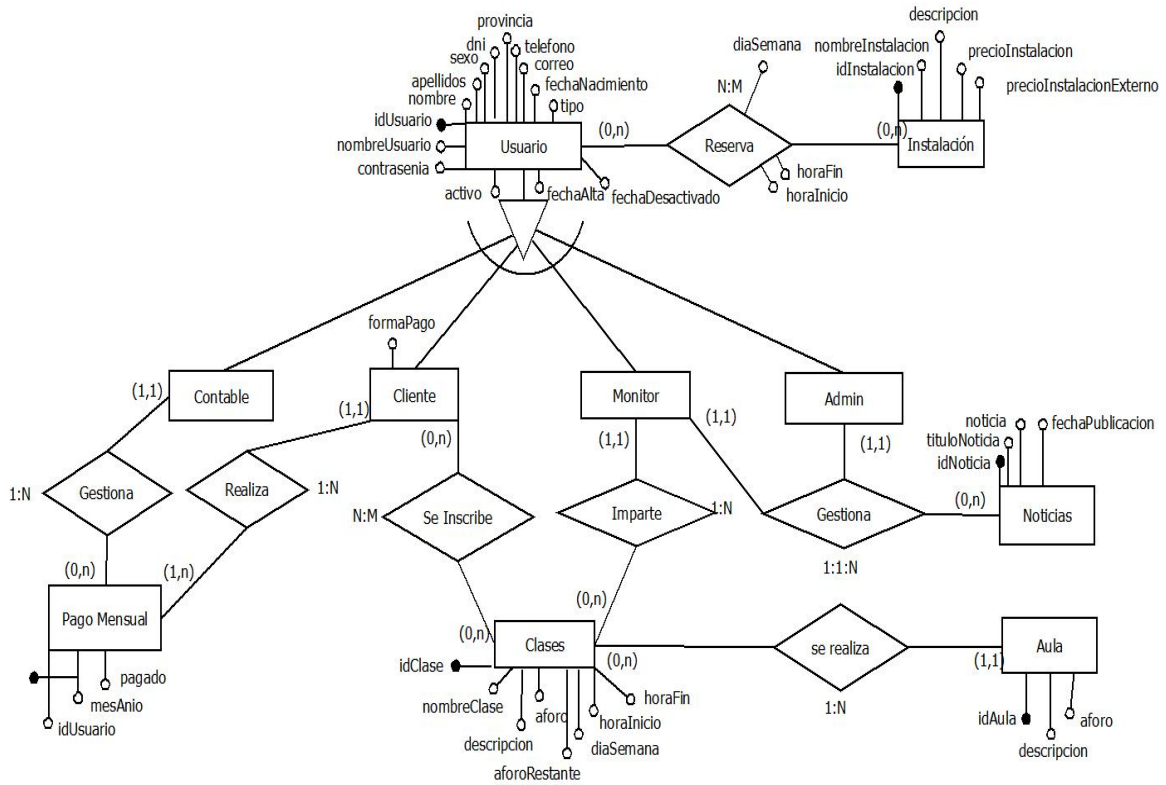 provincia
descripcion
dni
telefono
diaSemana
nombreInstalacion
precioInstalacion
sexo
correo
idInstalacion
apellidos
fechaNacimiento
N:M
precioInstalacionExterno
nombre
tipo
idUsuario
(0,n)
(0,n)
nombreUsuario
Usuario
Reserva
Instalación
contrasenia
horaFin
activo
fechaAlta
fechaDesactivado
horaInicio
formaPago
(1,1)
Contable
Cliente
Monitor
Admin
(1,1)
(0,n)
(1,1)
(1,1)
(1,1)
noticia
fechaPublicacion
tituloNoticia
idNoticia
1:N
Gestiona
Realiza
1:N
N:M
Se Inscribe
Imparte
1:N
Gestiona
(0,n)
Noticias
1:1:N
(0,n)
(1,n)
(0,n)
Pago Mensual
(0,n)
Clases
(0,n)
se realiza
(1,1)
Aula
idClase
pagado
mesAnio
idUsuario
nombreClase
aforo
horaFin
horaInicio
1:N
idAula
aforo
descripcion
diaSemana
descripcion
aforoRestante